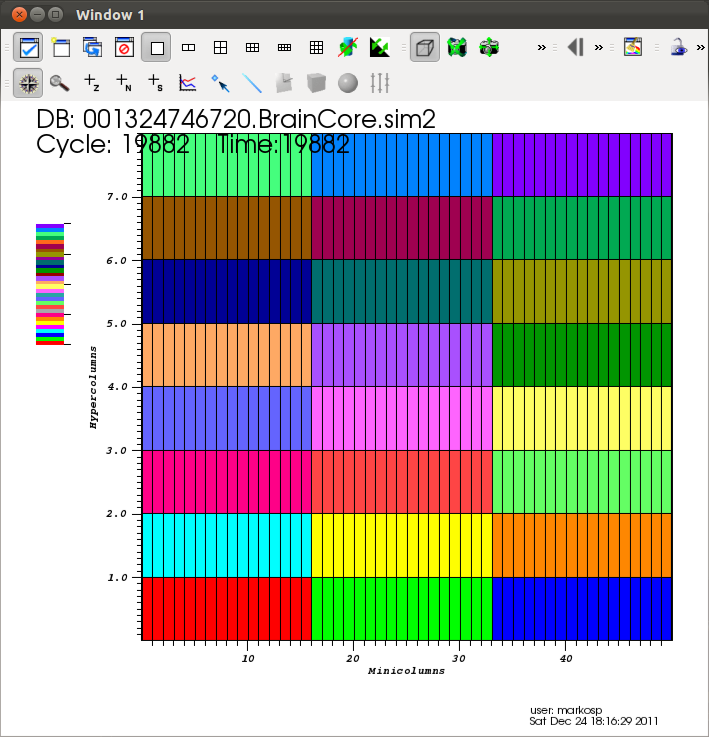 Window 1
»
»
»
»
+Z
+N
+S
DB: 001324746720.BrainCore.sim2
Cycle: 19882 Time:19882
7.0
6.0
5.0
4.0
3.0
2.0
1.0
Hypercolumns
10 20 30 40
Minicolumns
user: markosp
Sat Dec 24 18:16:29 2011